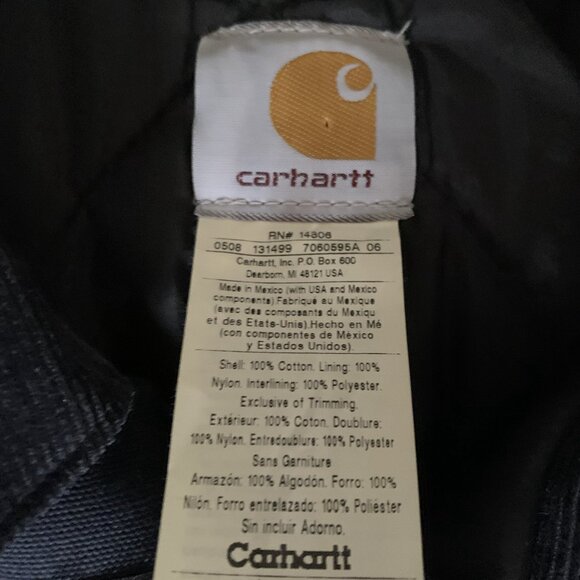 carhartt
RN# 14806
0508 131499 7060595A 06
Carhartt, Inc. P.O. Box 600
Dearborn, MI 48121 USA
Made in Mexico (with USA and Mexico
components).Fabriqué au Mexique
(avec des composants du Mexiqu
et des Etats-Unis).Hecho en Mé
(con componentes de México
y Estados Unidos).
Shell: 100% Cotton. Lining: 100%
Nylon. Interlining: 100% Polyester.
Exclusive of Trimming.
Extérieur: 100% Coton. Doublure:
100% Nylon. Entredoublure: 100% Polyester
Sans Garniture
Armazón: 100% Algodón. Forro: 100%
Nilón. Forro entrelazado: 100% Poliéster
Sin incluir Adorno.
Carhartt